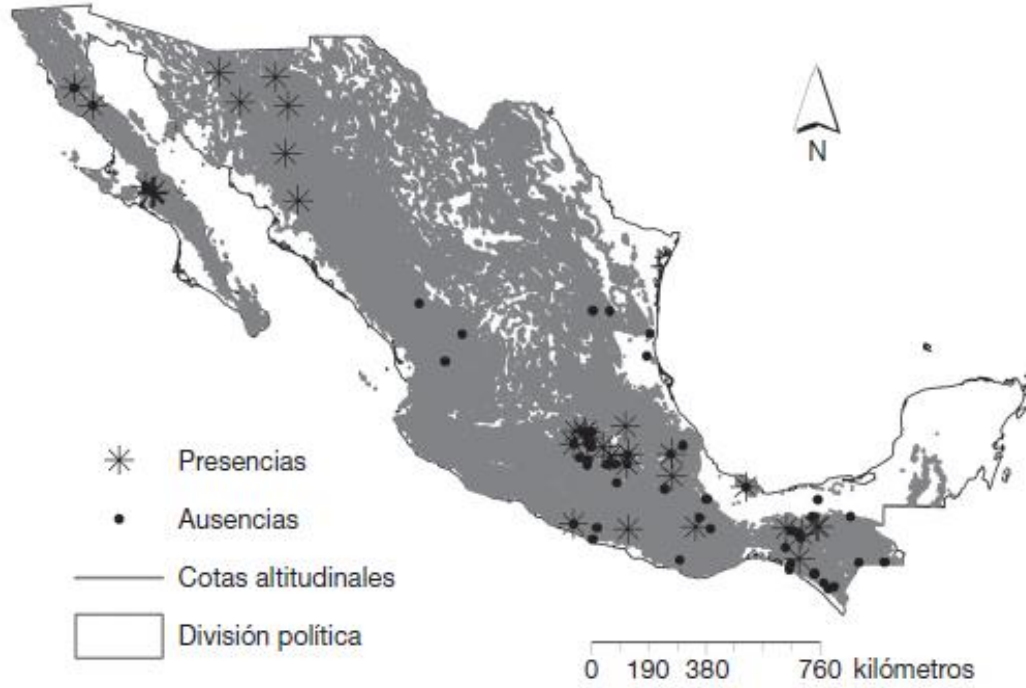 N
Presencias
Ausencias
Cotas altitudinales
División política
0 190 380 760 kilómetros